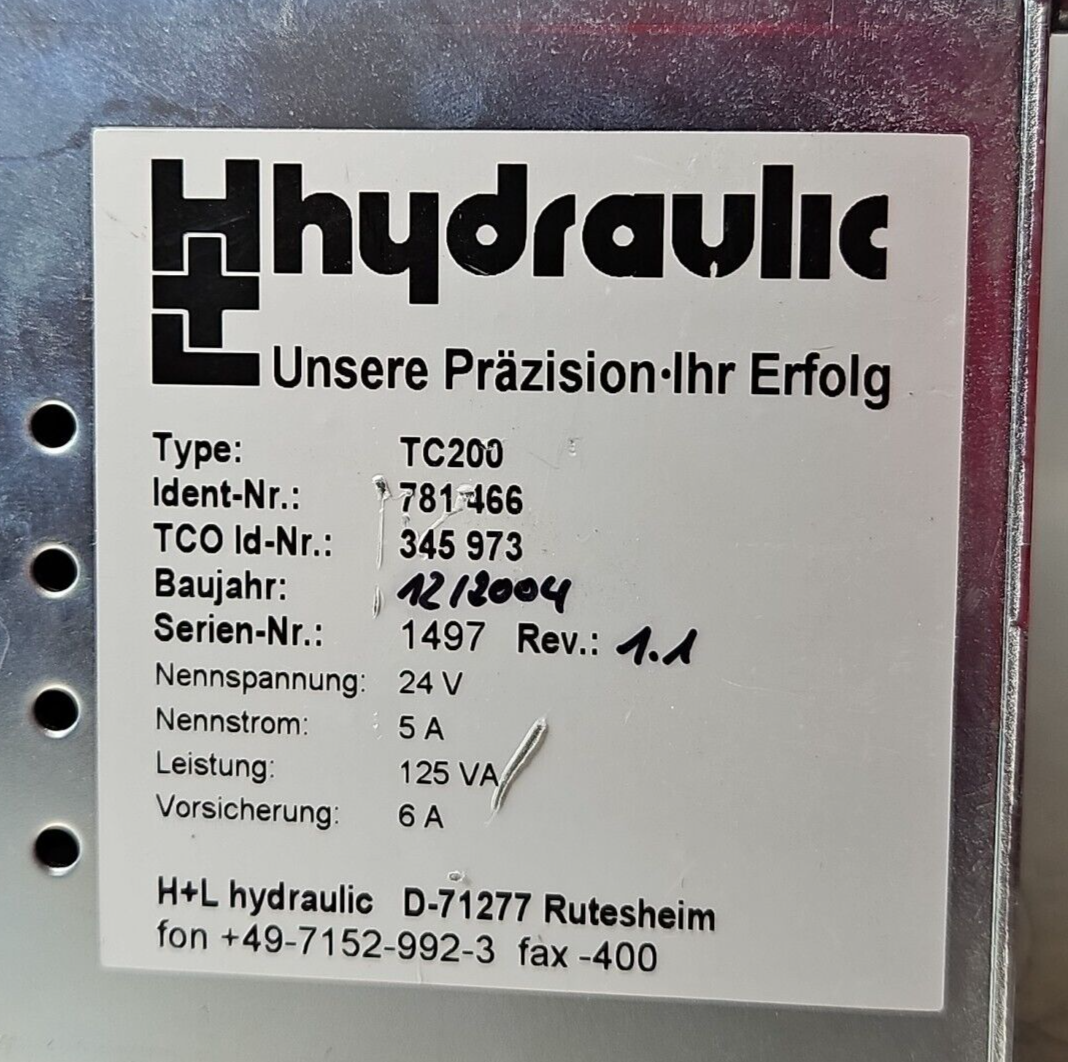 H+L hydraulic
Unsere Präzision·Ihr Erfolg
Type: TC200
Ident-Nr.: 781 466
TCO Id-Nr.: 345 973
Baujahr: 12/2004
Serien-Nr.: 1497 Rev.: 1.1
Nennspannung: 24 V
Nennstrom: 5 A
Leistung: 125 VA
Vorsicherung: 6 A
H+L hydraulic D-71277 Rutesheim
fon +49-7152-992-3 fax -400